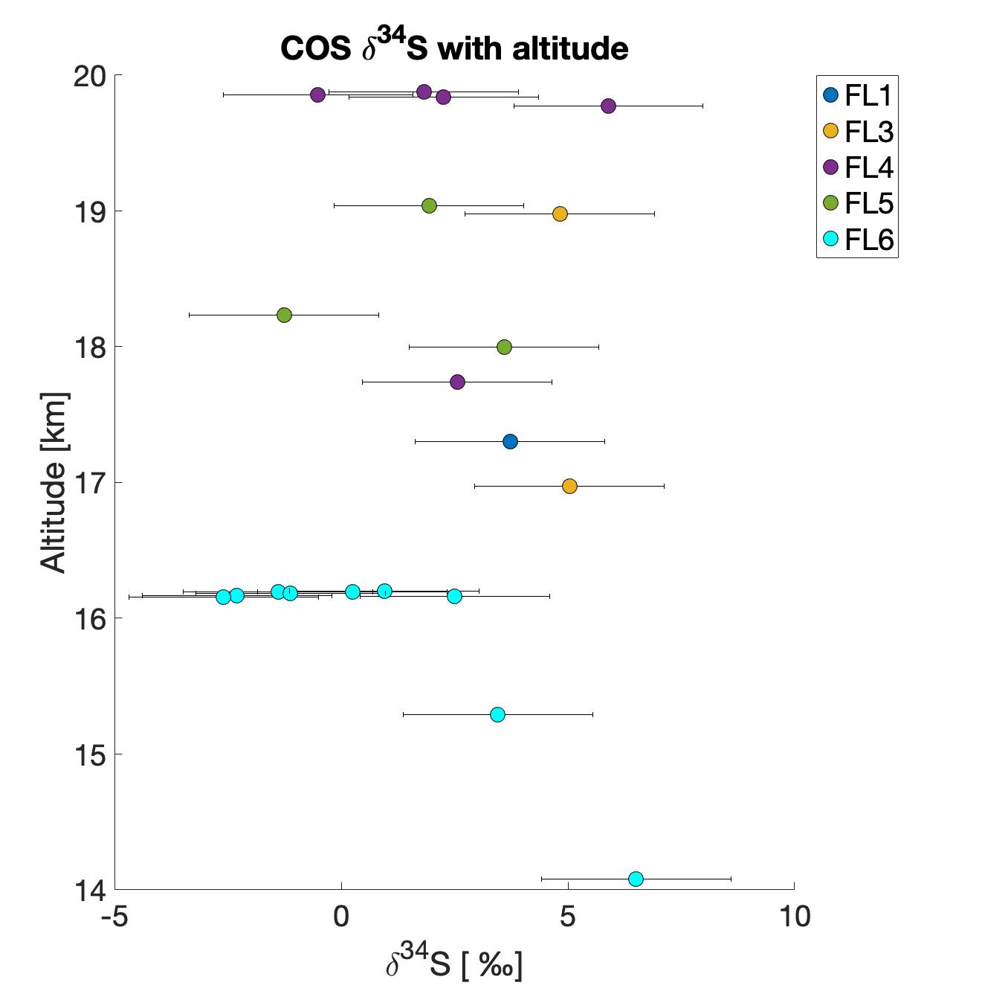 COS δ³⁴S with altitude
20
19
18
17
16
15
14
Altitude [km]
-5 0 5 10
δ³⁴S [ ‰]
FL1
FL3
FL4
FL5
FL6